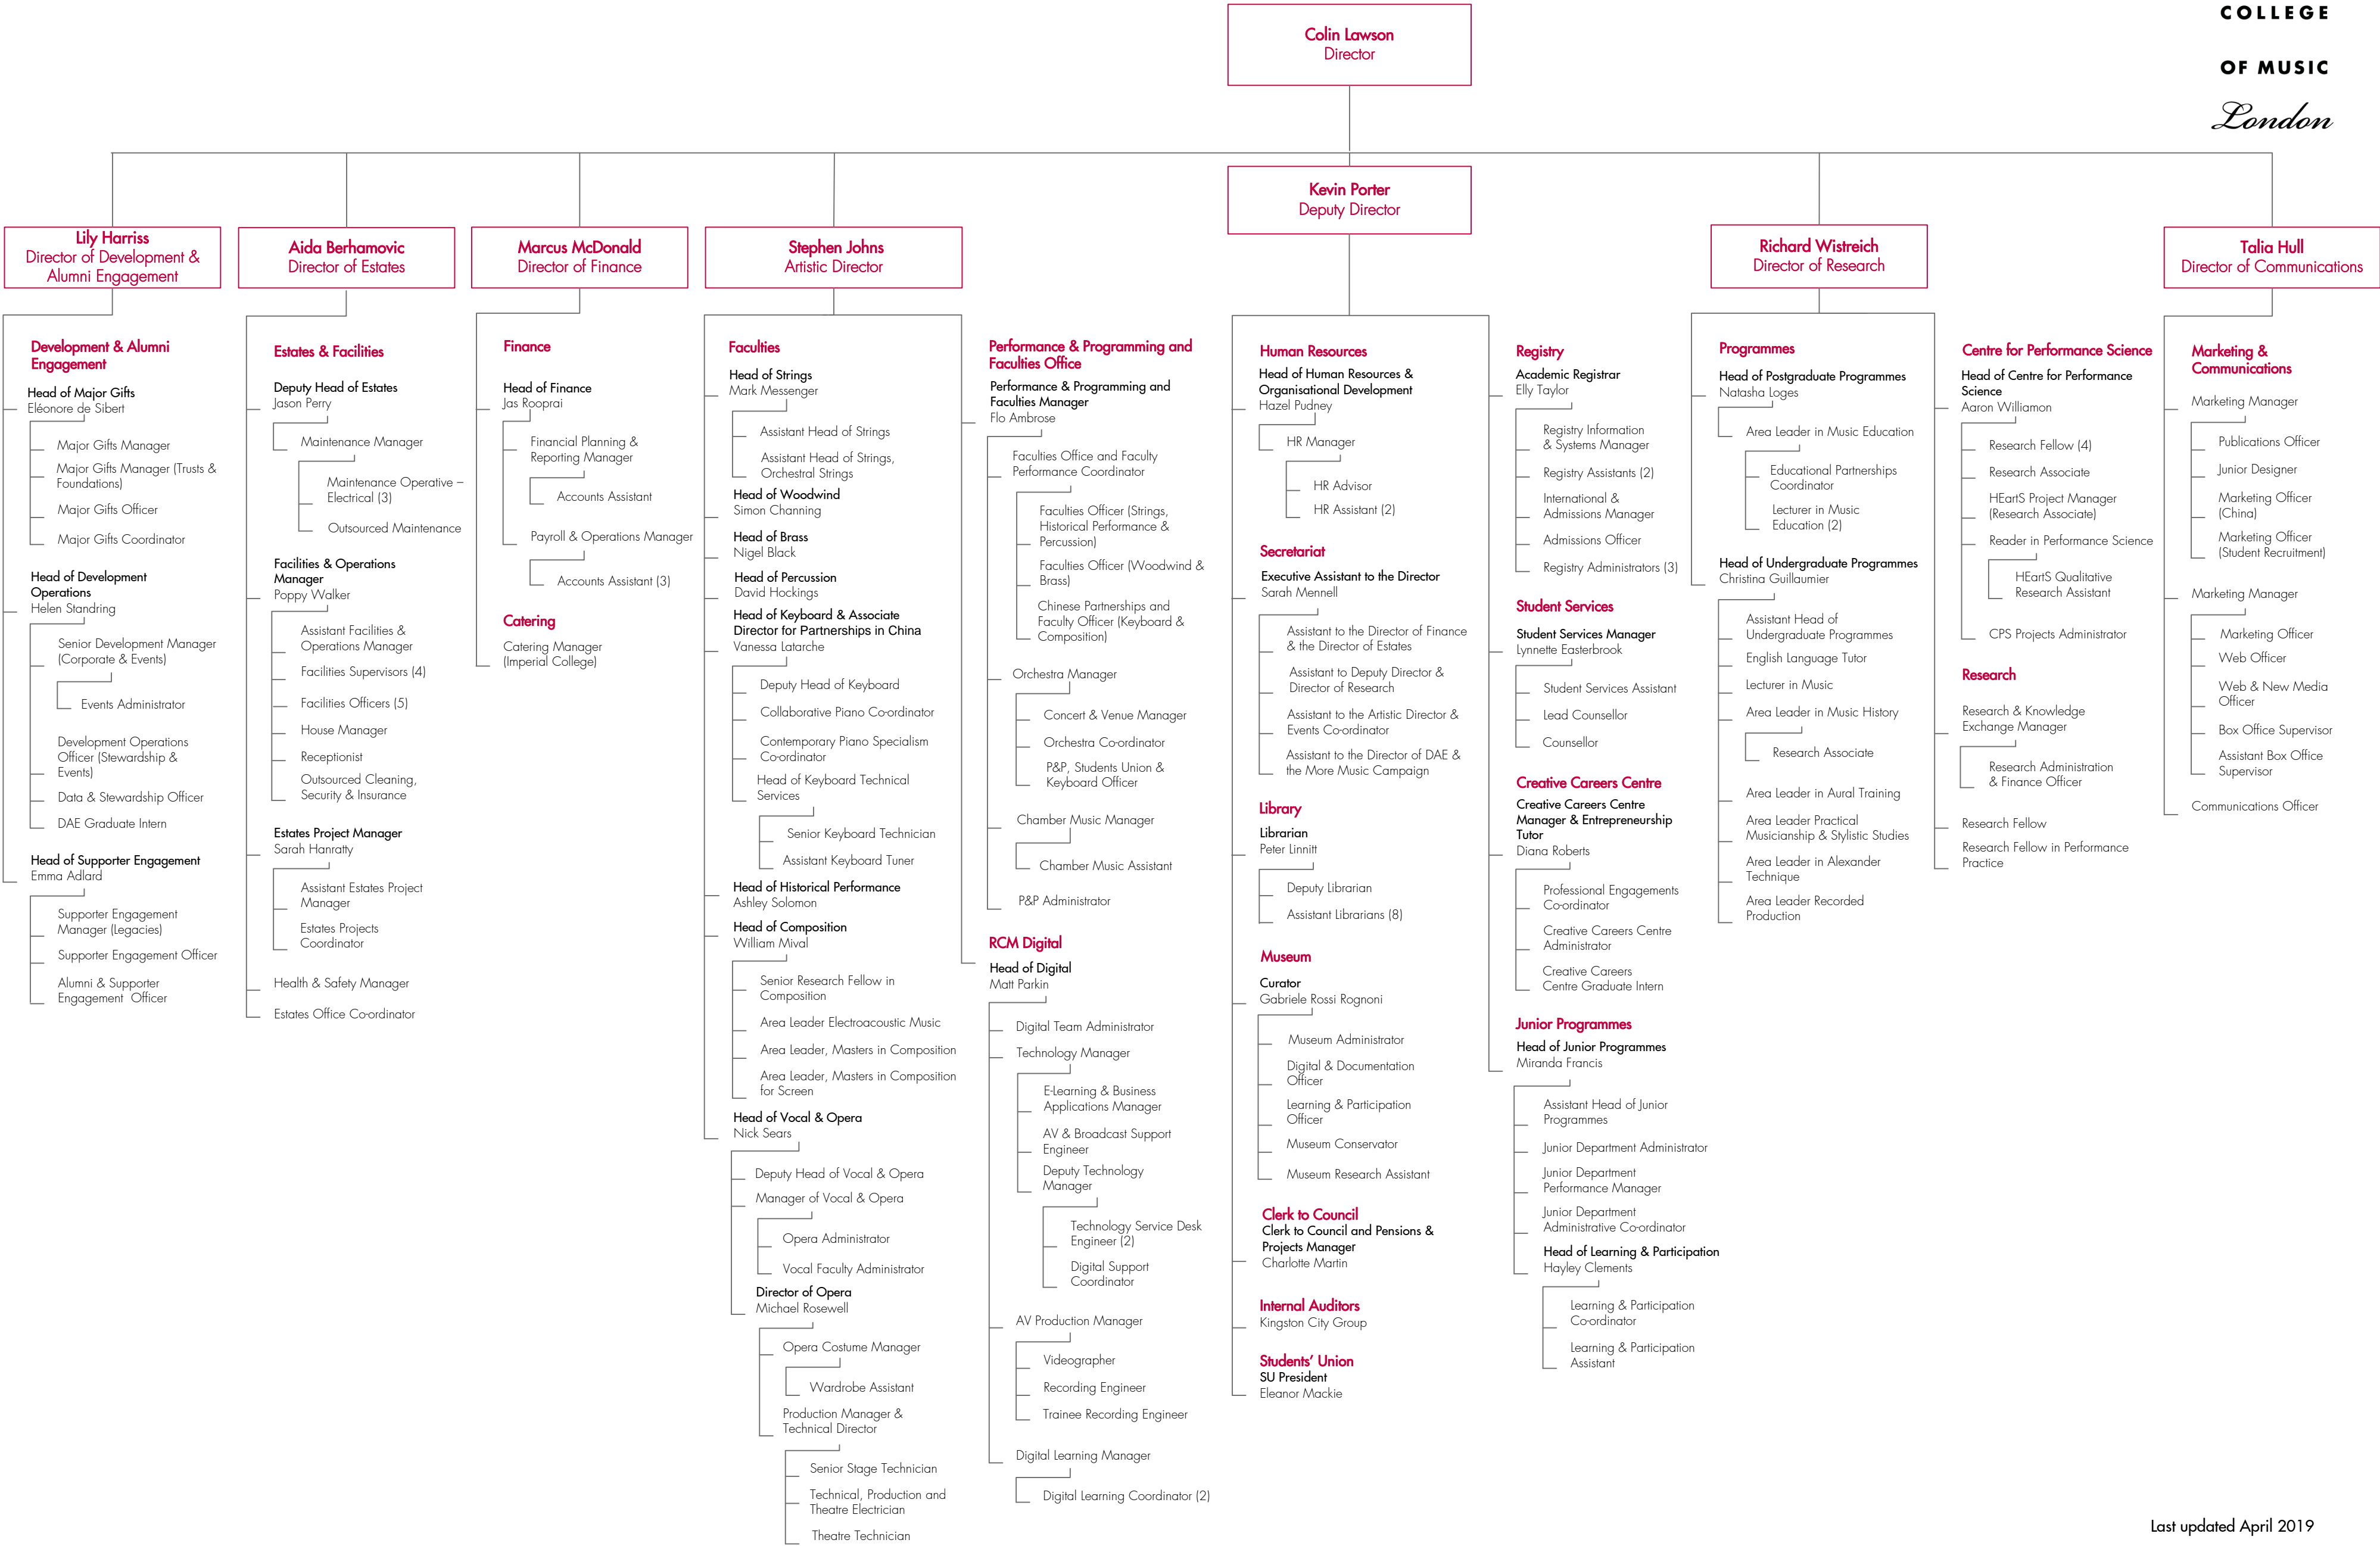 COLLEGE
OF MUSIC
London
Colin Lawson
Director
Kevin Porter
Deputy Director
Lily Harriss
Director of Development &
Alumni Engagement
Aida Berhamovic
Director of Estates
Marcus McDonald
Director of Finance
Stephen Johns
Artistic Director
Richard Wistreich
Director of Research
Talia Hull
Director of Communications
Development & Alumni
Engagement
Head of Major Gifts
Eléonore de Sibert
Major Gifts Manager
Major Gifts Manager (Trusts &
Foundations)
Major Gifts Officer
Major Gifts Coordinator
Head of Development
Operations
Helen Standring
Senior Development Manager
(Corporate & Events)
Events Administrator
Development Operations
Officer (Stewardship &
Events)
Data & Stewardship Officer
DAE Graduate Intern
Head of Supporter Engagement
Emma Adlard
Supporter Engagement
Manager (Legacies)
Supporter Engagement Officer
Alumni & Supporter
Engagement  Officer
Estates & Facilities
Deputy Head of Estates
Jason Perry
Maintenance Manager
Maintenance Operative –
Electrical (3)
Outsourced Maintenance
Facilities & Operations
Manager
Poppy Walker
Assistant Facilities &
Operations Manager
Facilities Supervisors (4)
Facilities Officers (5)
House Manager
Receptionist
Outsourced Cleaning,
Security & Insurance
Estates Project Manager
Sarah Hanratty
Assistant Estates Project
Manager
Estates Projects
Coordinator
Health & Safety Manager
Estates Office Co-ordinator
Finance
Head of Finance
Jas Rooprai
Financial Planning &
Reporting Manager
Accounts Assistant
Payroll & Operations Manager
Accounts Assistant (3)
Catering
Catering Manager
(Imperial College)
Faculties
Head of Strings
Mark Messenger
Assistant Head of Strings
Assistant Head of Strings,
Orchestral Strings
Head of Woodwind
Simon Channing
Head of Brass
Nigel Black
Head of Percussion
David Hockings
Head of Keyboard & Associate
Director for Partnerships in China
Vanessa Latarche
Deputy Head of Keyboard
Collaborative Piano Co-ordinator
Contemporary Piano Specialism
Co-ordinator
Head of Keyboard Technical
Services
Senior Keyboard Technician
Assistant Keyboard Tuner
Head of Historical Performance
Ashley Solomon
Head of Composition
William Mival
Senior Research Fellow in
Composition
Area Leader Electroacoustic Music
Area Leader, Masters in Composition
Area Leader, Masters in Composition
for Screen
Head of Vocal & Opera
Nick Sears
Deputy Head of Vocal & Opera
Manager of Vocal & Opera
Opera Administrator
Vocal Faculty Administrator
Director of Opera
Michael Rosewell
Opera Costume Manager
Wardrobe Assistant
Production Manager &
Technical Director
Senior Stage Technician
Technical, Production and
Theatre Electrician
Theatre Technician
Performance & Programming and
Faculties Office
Performance & Programming and
Faculties Manager
Flo Ambrose
Faculties Office and Faculty
Performance Coordinator
Faculties Officer (Strings,
Historical Performance &
Percussion)
Faculties Officer (Woodwind &
Brass)
Chinese Partnerships and
Faculty Officer (Keyboard &
Composition)
Orchestra Manager
Concert & Venue Manager
Orchestra Co-ordinator
P&P, Students Union &
Keyboard Officer
Chamber Music Manager
Chamber Music Assistant
P&P Administrator
RCM Digital
Head of Digital
Matt Parkin
Digital Team Administrator
Technology Manager
E-Learning & Business
Applications Manager
AV & Broadcast Support
Engineer
Deputy Technology
Manager
Technology Service Desk
Engineer (2)
Digital Support
Coordinator
AV Production Manager
Videographer
Recording Engineer
Trainee Recording Engineer
Digital Learning Manager
Digital Learning Coordinator (2)
Human Resources
Head of Human Resources &
Organisational Development
Hazel Pudney
HR Manager
HR Advisor
HR Assistant (2)
Secretariat
Executive Assistant to the Director
Sarah Mennell
Assistant to the Director of Finance
& the Director of Estates
Assistant to Deputy Director &
Director of Research
Assistant to the Artistic Director &
Events Co-ordinator
Assistant to the Director of DAE &
the More Music Campaign
Library
Librarian
Peter Linnitt
Deputy Librarian
Assistant Librarians (8)
Museum
Curator
Gabriele Rossi Rognoni
Museum Administrator
Digital & Documentation
Officer
Learning & Participation
Officer
Museum Conservator
Museum Research Assistant
Clerk to Council
Clerk to Council and Pensions &
Projects Manager
Charlotte Martin
Internal Auditors
Kingston City Group
Students' Union
SU President
Eleanor Mackie
Registry
Academic Registrar
Elly Taylor
Registry Information
& Systems Manager
Registry Assistants (2)
International &
Admissions Manager
Admissions Officer
Registry Administrators (3)
Student Services
Student Services Manager
Lynnette Easterbrook
Student Services Assistant
Lead Counsellor
Counsellor
Creative Careers Centre
Creative Careers Centre
Manager & Entrepreneurship
Tutor
Diana Roberts
Professional Engagements
Co-ordinator
Creative Careers Centre
Administrator
Creative Careers
Centre Graduate Intern
Junior Programmes
Head of Junior Programmes
Miranda Francis
Assistant Head of Junior
Programmes
Junior Department Administrator
Junior Department
Performance Manager
Junior Department
Administrative Co-ordinator
Head of Learning & Participation
Hayley Clements
Learning & Participation
Co-ordinator
Learning & Participation
Assistant
Programmes
Head of Postgraduate Programmes
Natasha Loges
Area Leader in Music Education
Educational Partnerships
Coordinator
Lecturer in Music
Education (2)
Head of Undergraduate Programmes
Christina Guillaumier
Assistant Head of
Undergraduate Programmes
English Language Tutor
Lecturer in Music
Area Leader in Music History
Research Associate
Area Leader in Aural Training
Area Leader Practical
Musicianship & Stylistic Studies
Area Leader in Alexander
Technique
Area Leader Recorded
Production
Centre for Performance Science
Head of Centre for Performance
Science
Aaron Williamon
Research Fellow (4)
Research Associate
HEartS Project Manager
(Research Associate)
Reader in Performance Science
HEartS Qualitative
Research Assistant
CPS Projects Administrator
Research
Research & Knowledge
Exchange Manager
Research Administration
& Finance Officer
Research Fellow
Research Fellow in Performance
Practice
Marketing &
Communications
Marketing Manager
Publications Officer
Junior Designer
Marketing Officer
(China)
Marketing Officer
(Student Recruitment)
Marketing Manager
Marketing Officer
Web Officer
Web & New Media
Officer
Box Office Supervisor
Assistant Box Office
Supervisor
Communications Officer
Last updated April 2019